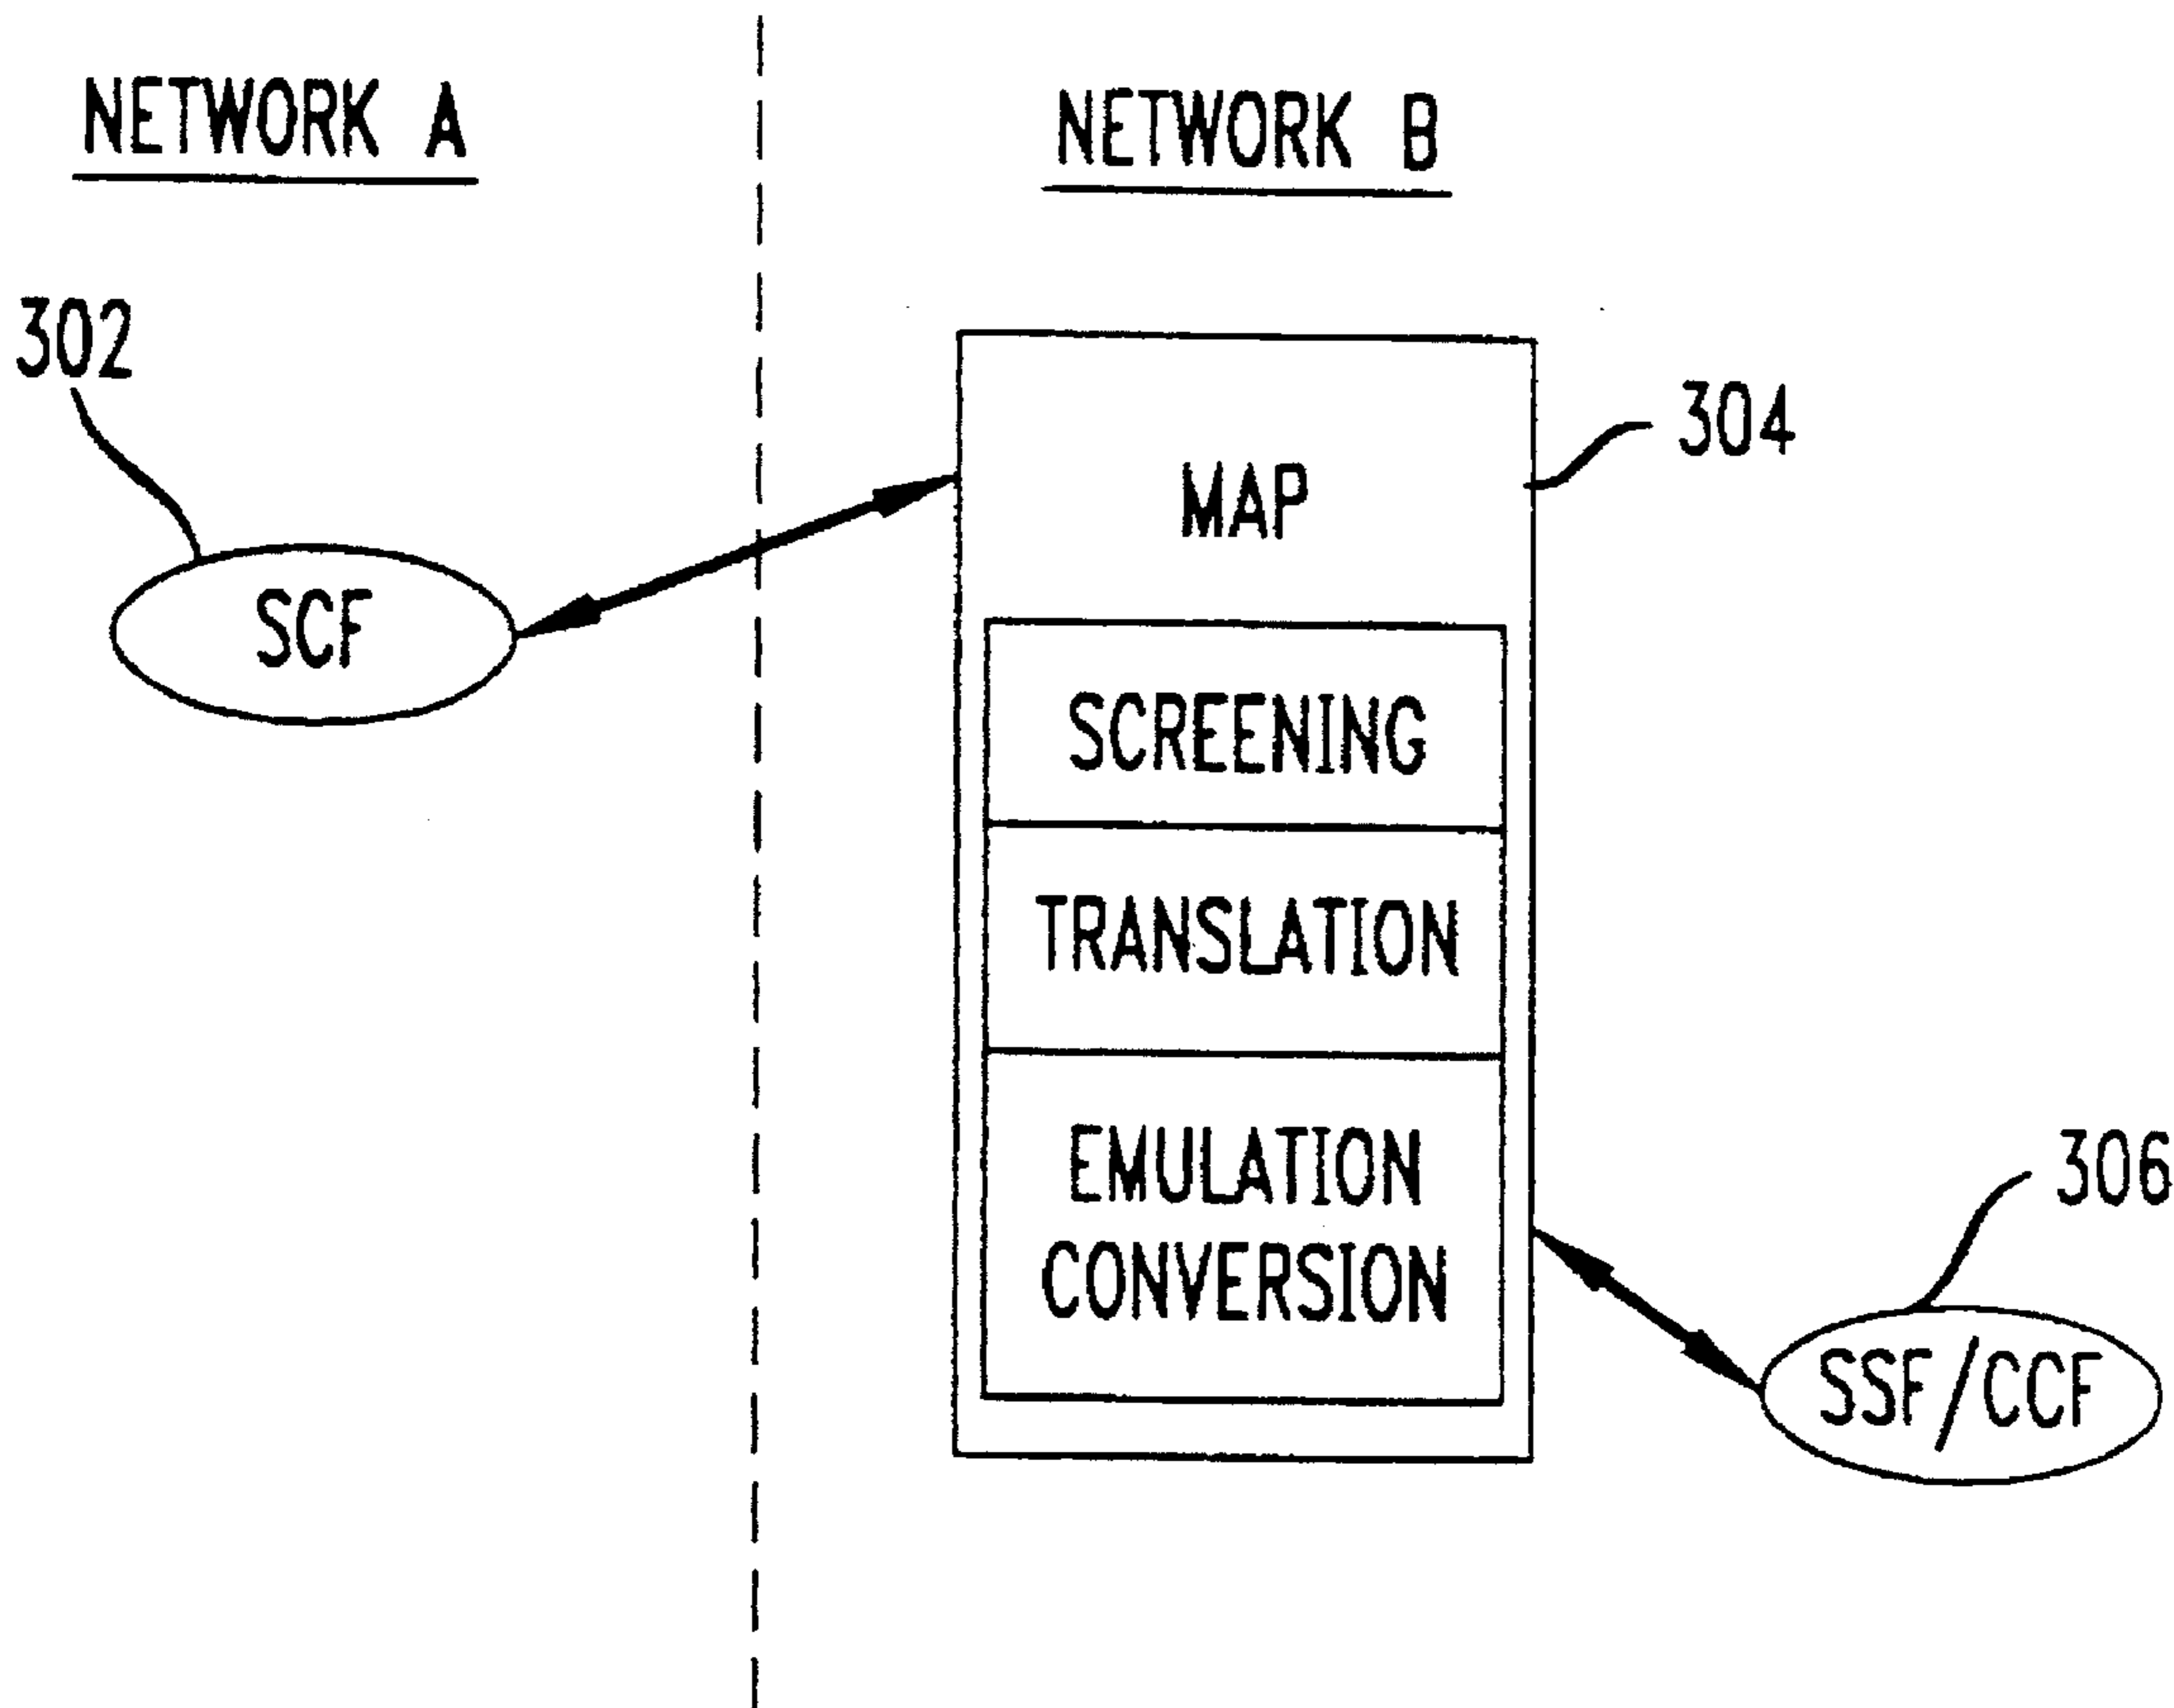 NETWORK A
NETWORK B
302
304
MAP
SCF
SCREENING
TRANSLATION
EMULATION
CONVERSION
306
SSF/CCF